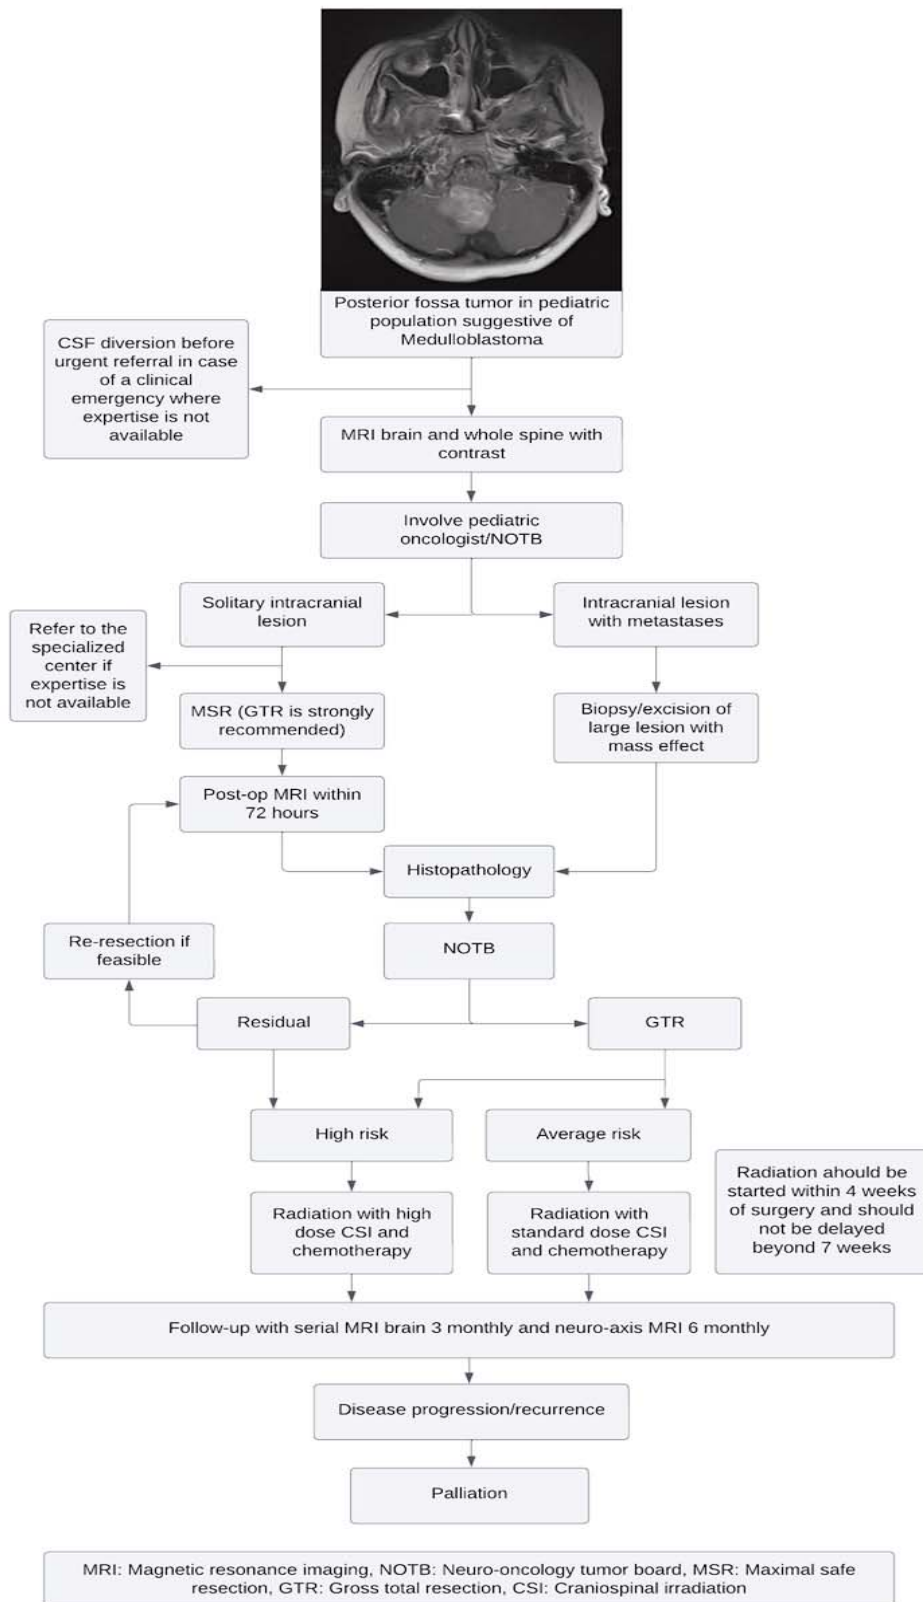 Posterior fossa tumor in pediatric
population suggestive of
Medulloblastoma
CSF diversion before
urgent referral in case
of a clinical
emergency where
expertise is not
available
MRI brain and whole spine with
contrast
Involve pediatric
oncologist/NOTB
Solitary intracranial
lesion
Intracranial lesion
with metastases
Refer to the
specialized
center if
expertise is
not available
MSR (GTR is strongly
recommended)
Biopsy/excision of
large lesion with
mass effect
Post-op MRI within
72 hours
Histopathology
Re-resection if
feasible
NOTB
Residual
GTR
High risk
Average risk
Radiation ahould be
started within 4 weeks
of surgery and should
not be delayed
beyond 7 weeks
Radiation with high
dose CSI and
chemotherapy
Radiation with
standard dose CSI
and chemotherapy
Follow-up with serial MRI brain 3 monthly and neuro-axis MRI 6 monthly
Disease progression/recurrence
Palliation
MRI: Magnetic resonance imaging, NOTB: Neuro-oncology tumor board, MSR: Maximal safe
resection, GTR: Gross total resection, CSI: Craniospinal irradiation